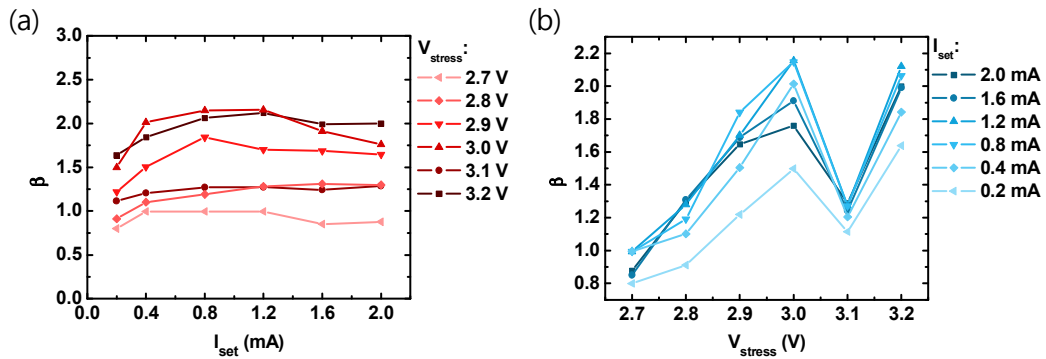 (a)
3.0
2.5
2.0
1.5
1.0
0.5
0.0
β
0.0 0.4 0.8 1.2 1.6 2.0
I_set (mA)
V_stress:
2.7 V
2.8 V
2.9 V
3.0 V
3.1 V
3.2 V
(b)
2.2
2.0
1.8
1.6
1.4
1.2
1.0
0.8
β
2.7 2.8 2.9 3.0 3.1 3.2
V_stress (V)
I_set:
2.0 mA
1.6 mA
1.2 mA
0.8 mA
0.4 mA
0.2 mA